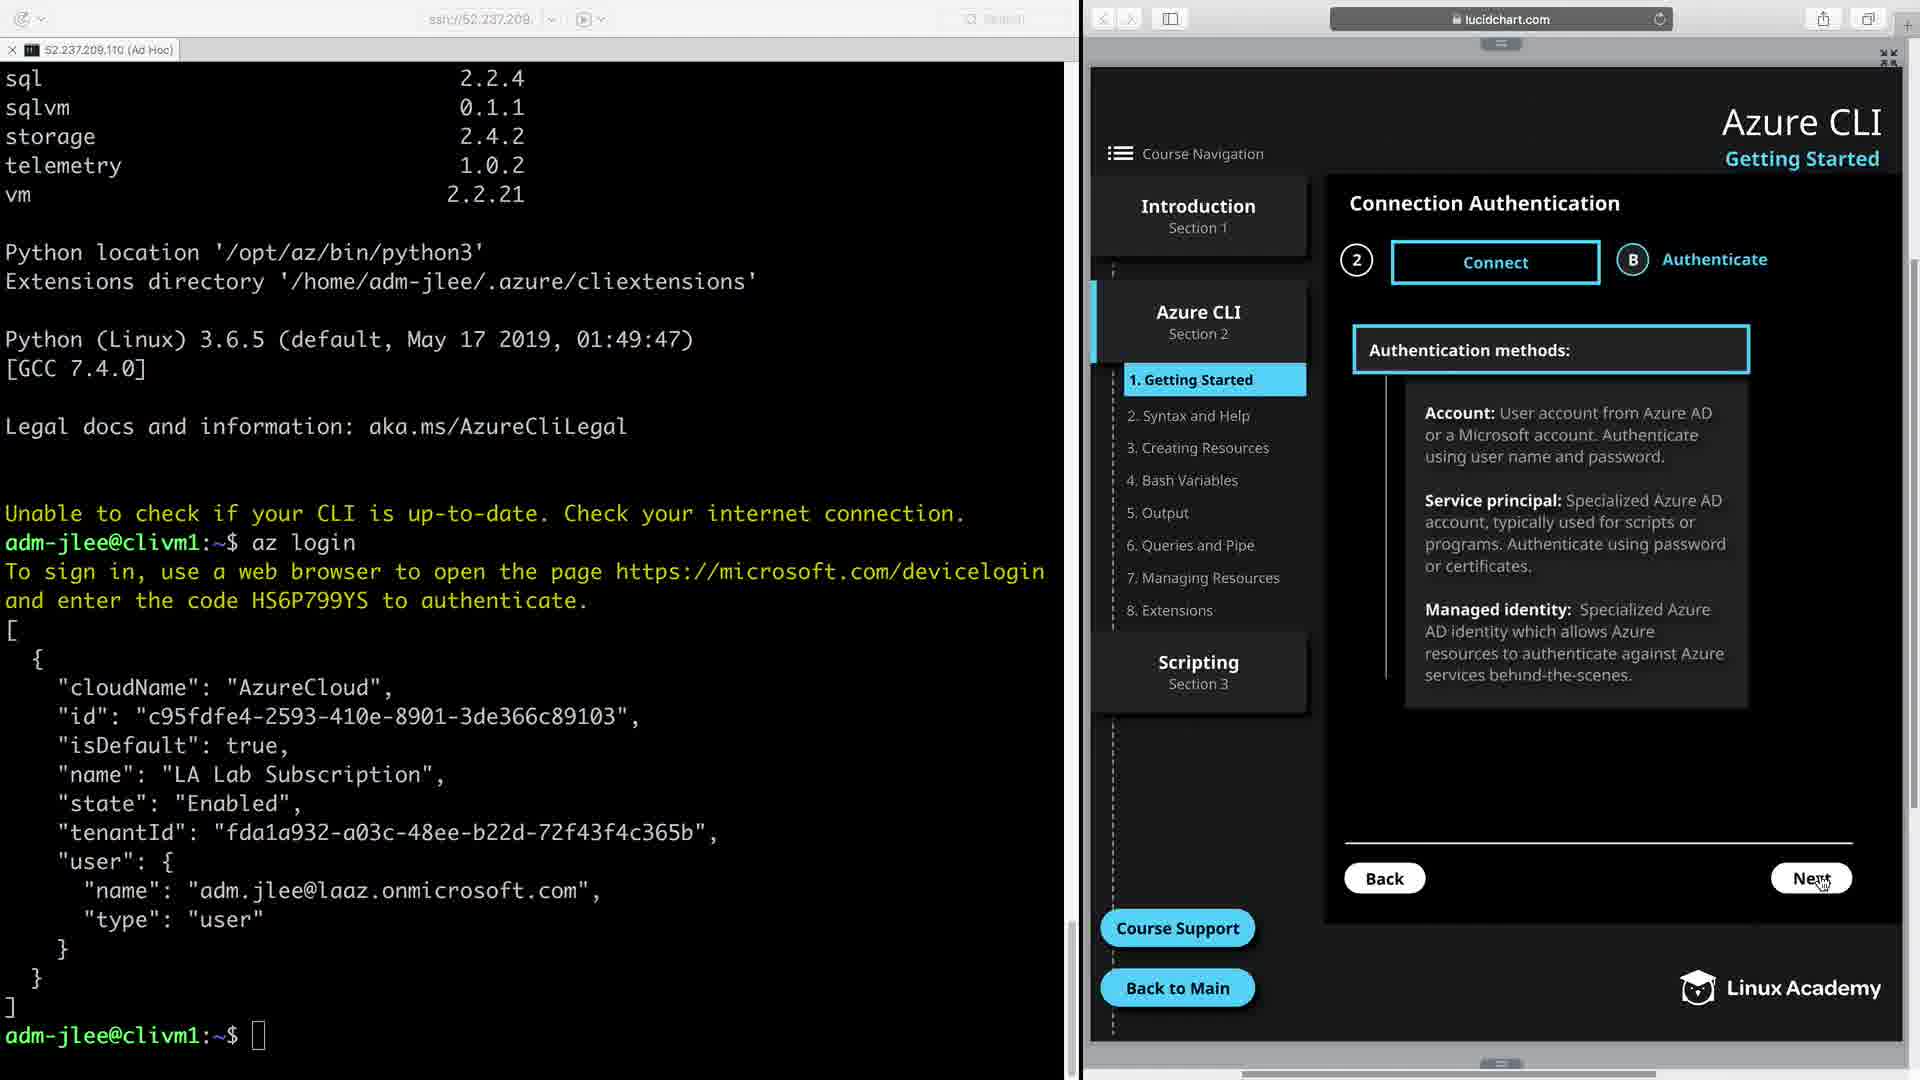 ssh://52.237.209.
Search
52.237.209.110 (Ad Hoc)
sql 2.2.4
sqlvm 0.1.1
storage 2.4.2
telemetry 1.0.2
vm 2.2.21
Python location '/opt/az/bin/python3'
Extensions directory '/home/adm-jlee/.azure/cliextensions'
Python (Linux) 3.6.5 (default, May 17 2019, 01:49:47)
[GCC 7.4.0]
Legal docs and information: aka.ms/AzureCliLegal
Unable to check if your CLI is up-to-date. Check your internet connection.
adm-jlee@clivm1:~$ az login
To sign in, use a web browser to open the page https://microsoft.com/devicelogin
and enter the code HS6P799YS to authenticate.
[
{
"cloudName": "AzureCloud",
"id": "c95fdfe4-2593-410e-8901-3de366c89103",
"isDefault": true,
"name": "LA Lab Subscription",
"state": "Enabled",
"tenantId": "fda1a932-a03c-48ee-b22d-72f43f4c365b",
"user": {
"name": "adm.jlee@laaz.onmicrosoft.com",
"type": "user"
}
}
]
adm-jlee@clivm1:~$
lucidchart.com
Azure CLI
Getting Started
Course Navigation
Introduction
Section 1
Azure CLI
Section 2
1. Getting Started
2. Syntax and Help
3. Creating Resources
4. Bash Variables
5. Output
6. Queries and Pipe
7. Managing Resources
8. Extensions
Scripting
Section 3
Course Support
Back to Main
Connection Authentication
2 Connect B Authenticate
Authentication methods:
Account: User account from Azure AD
or a Microsoft account. Authenticate
using user name and password.
Service principal: Specialized Azure AD
account, typically used for scripts or
programs. Authenticate using password
or certificates.
Managed identity: Specialized Azure
AD identity which allows Azure
resources to authenticate against Azure
services behind-the-scenes.
Back
Next
Linux Academy